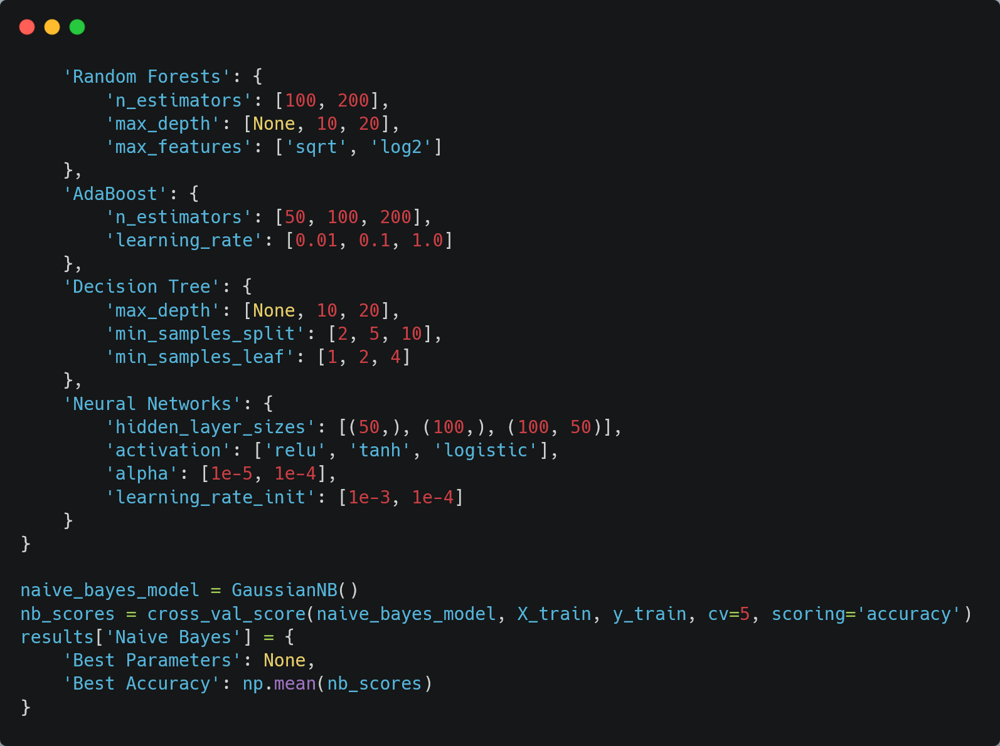 'Random Forests': {
        'n_estimators': [100, 200],
        'max_depth': [None, 10, 20],
        'max_features': ['sqrt', 'log2']
    },
    'AdaBoost': {
        'n_estimators': [50, 100, 200],
        'learning_rate': [0.01, 0.1, 1.0]
    },
    'Decision Tree': {
        'max_depth': [None, 10, 20],
        'min_samples_split': [2, 5, 10],
        'min_samples_leaf': [1, 2, 4]
    },
    'Neural Networks': {
        'hidden_layer_sizes': [(50,), (100,), (100, 50)],
        'activation': ['relu', 'tanh', 'logistic'],
        'alpha': [1e-5, 1e-4],
        'learning_rate_init': [1e-3, 1e-4]
    }
}

naive_bayes_model = GaussianNB()
nb_scores = cross_val_score(naive_bayes_model, X_train, y_train, cv=5, scoring='accuracy')
results['Naive Bayes'] = {
    'Best Parameters': None,
    'Best Accuracy': np.mean(nb_scores)
}